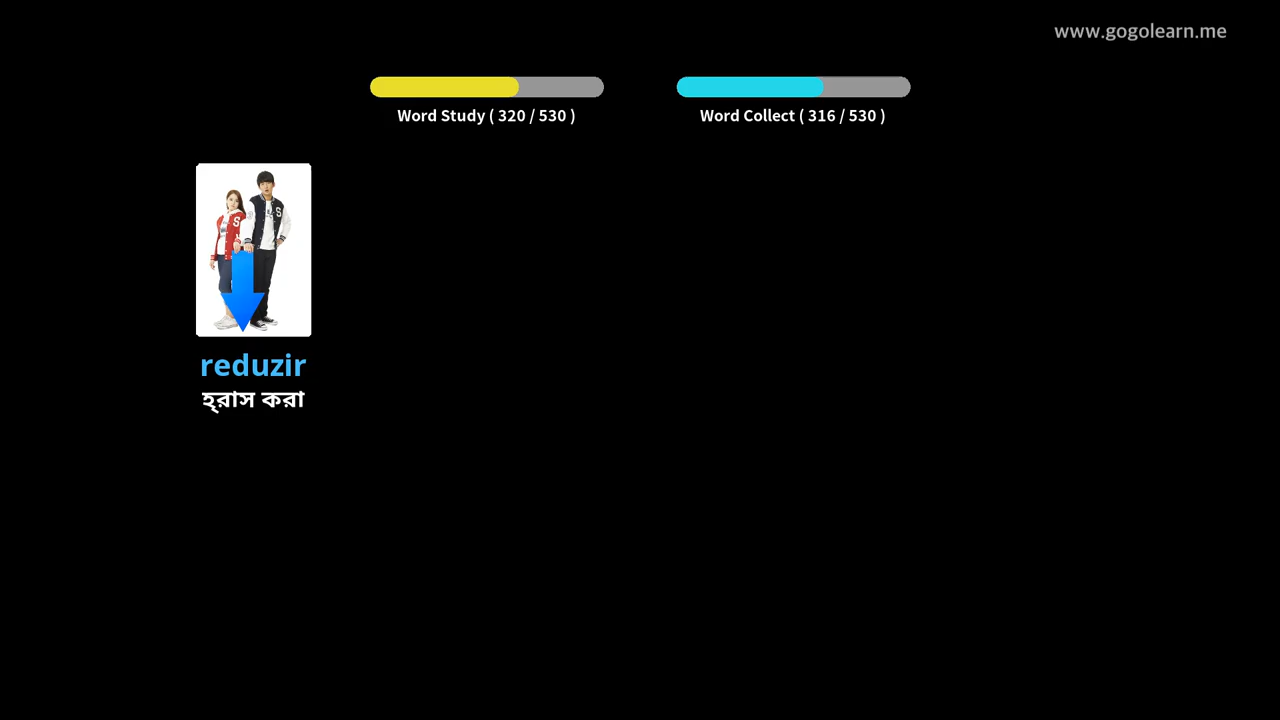 www.gogolearn.me
Word Study ( 320 / 530 )
Word Collect ( 316 / 530 )
S
S
reduzir
হ্রাস করা